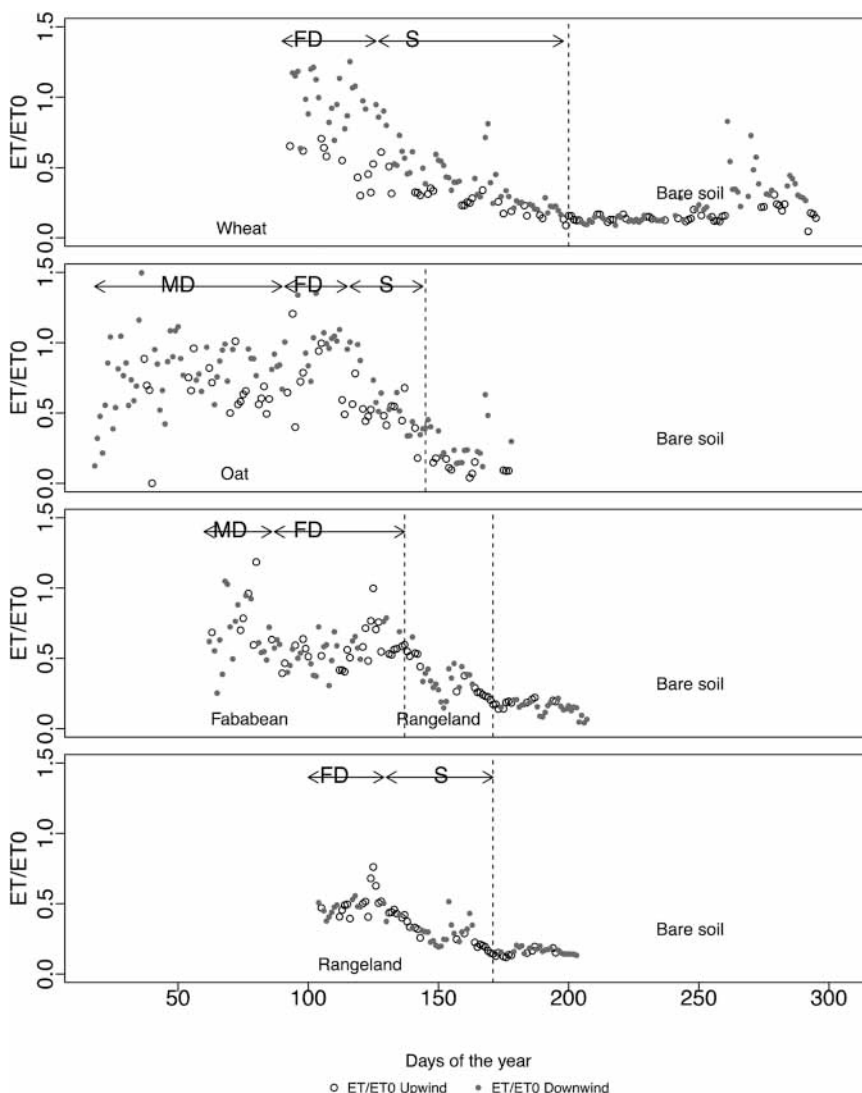 1.5
1.0
0.5
0.0
ET/ET0
FD S
Wheat
Bare soil
1.5
1.0
0.5
0.0
ET/ET0
MD FD S
Oat
Bare soil
1.5
1.0
0.5
0.0
ET/ET0
MD FD
Fababean Rangeland
Bare soil
1.5
1.0
0.5
0.0
ET/ET0
FD S
Rangeland
Bare soil
50 100 150 200 250 300
Days of the year
ET/ET0 Upwind ET/ET0 Downwind